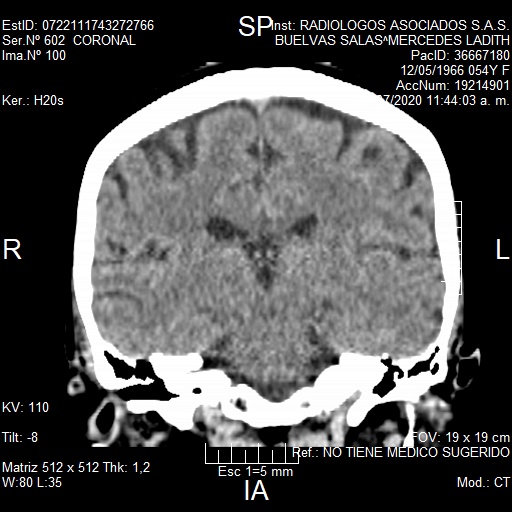 EstID: 0722111743272766
Ser.Nº 602 CORONAL
Ima.Nº 100
Ker.: H20s
SP
Inst: RADIOLOGOS ASOCIADOS S.A.S.
BUELVAS SALAS^MERCEDES LADITH
PacID: 36667180
12/05/1966 054Y F
AccNum: 19214901
/2020 11:44:03 a. m.
R
L
KV: 110
Tilt: -8
Matriz 512 x 512 Thk: 1,2
W:80 L:35
Esc 1=5 mm
IA
FOV: 19 x 19 cm
Ref.: NO TIENE MEDICO SUGERIDO
Mod.: CT